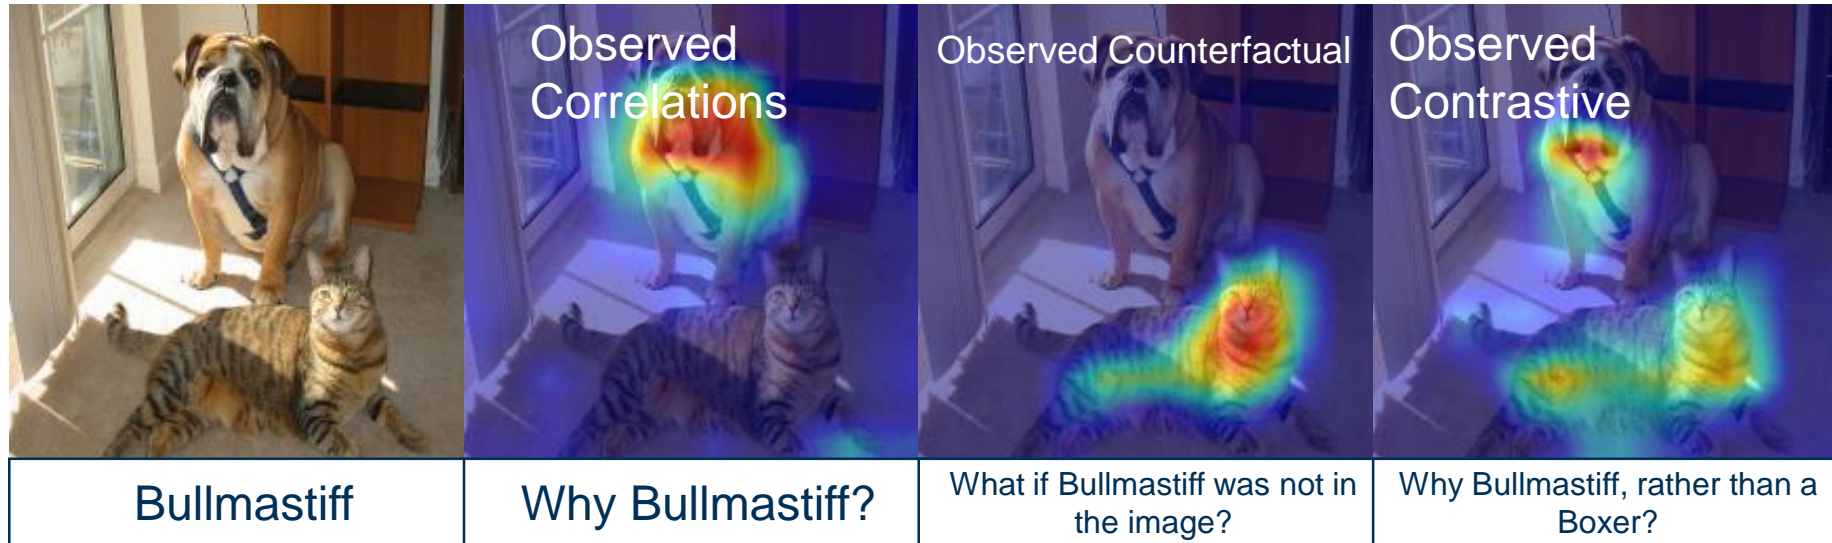 Observed
Correlations
Observed Counterfactual
Observed
Contrastive
Bullmastiff
Why Bullmastiff?
What if Bullmastiff was not in
the image?
Why Bullmastiff, rather than a
Boxer?